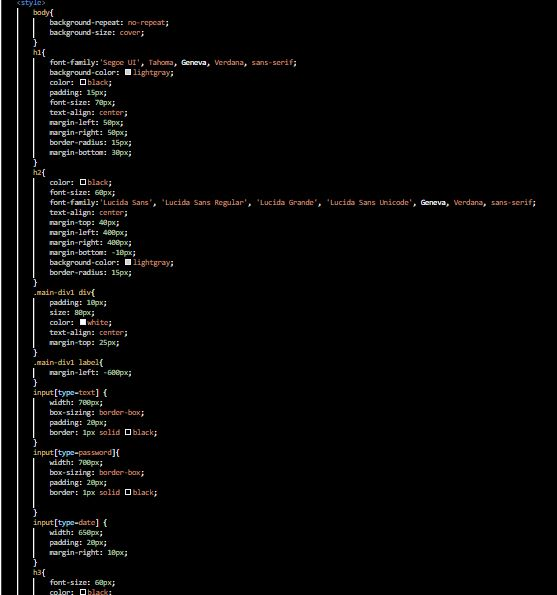 <style>
body{
background-repeat: no-repeat;
background-size: cover;
}
h1{
font-family:'Segoe UI', Tahoma, Geneva, Verdana, sans-serif;
background-color: lightgray;
color: black;
padding: 15px;
font-size: 70px;
text-align: center;
margin-left: 50px;
margin-right: 50px;
border-radius: 15px;
margin-bottom: 30px;
}
h2{
color: black;
font-size: 60px;
font-family:'Lucida Sans', 'Lucida Sans Regular', 'Lucida Grande', 'Lucida Sans Unicode', Geneva, Verdana, sans-serif;
text-align: center;
margin-top: 40px;
margin-left: 400px;
margin-right: 400px;
margin-bottom: -10px;
background-color: lightgray;
border-radius: 15px;
}
.main-div1 div{
padding: 10px;
size: 80px;
color: white;
text-align: center;
margin-top: 25px;
}
.main-div1 label{
margin-left: -600px;
}
input[type=text] {
width: 700px;
box-sizing: border-box;
padding: 20px;
border: 1px solid black;
}
input[type=password]{
width: 700px;
box-sizing: border-box;
padding: 20px;
border: 1px solid black;
}
input[type=date] {
width: 650px;
padding: 20px;
margin-right: 10px;
}
h3{
font-size: 60px;
color: black;